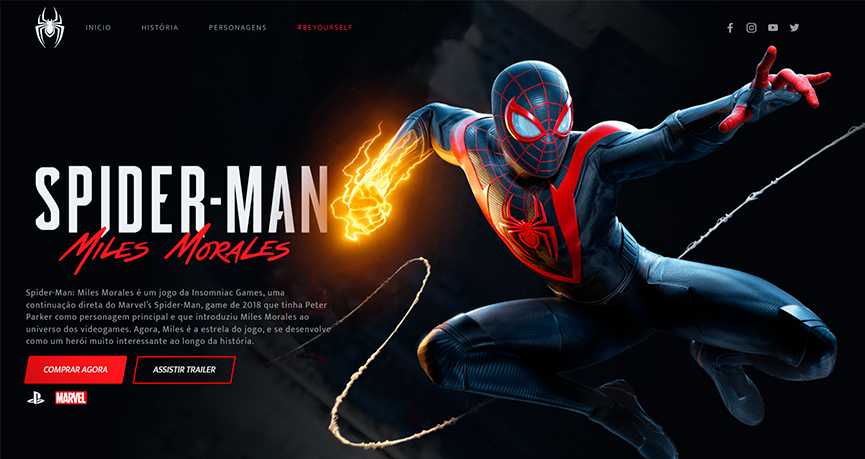 INICIO HISTÓRIA PERSONAGENS #BEYOURSELF
SPIDER-MAN
MILES MORALES
Spider-Man: Miles Morales é um jogo da Insomniac Games, uma
continuação direta do Marvel's Spider-Man, game de 2018 que tinha Peter
Parker como personagem principal e que introduziu Miles Morales ao
universo dos videogames. Agora, Miles é a estrela do jogo, e se desenvolve
como um herói muito interessante ao longo da história.
COMPRAR AGORA ASSISTIR TRAILER
MARVEL